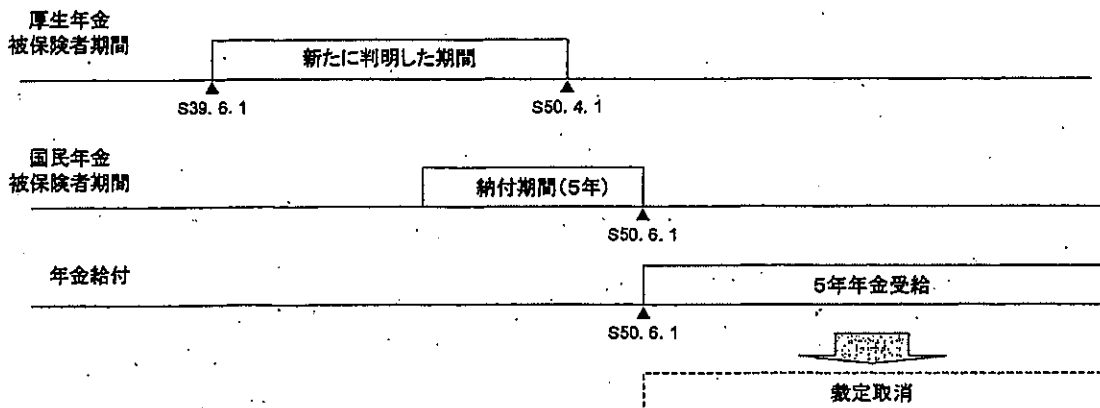 厚生年金
被保険者期間
新たに判明した期間
S39.6.1
S50.4.1
国民年金
被保険者期間
納付期間(5年)
S50.6.1
年金給付
5年年金受給
S50.6.1
裁定取消